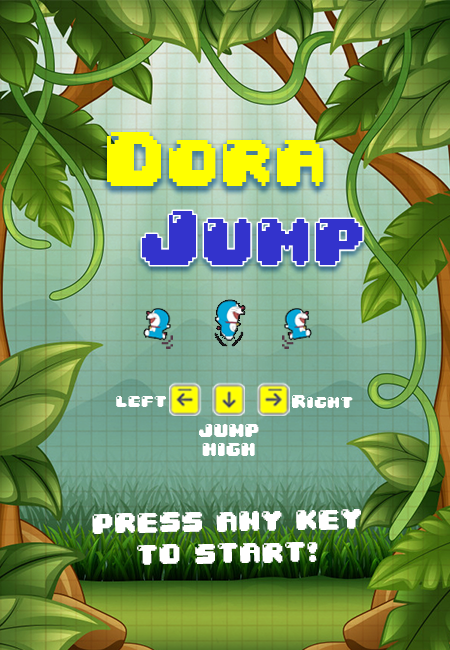 DORA
JUMP
LEFT ← ↓ → RIGHT
JUMP
HIGH
PRESS ANY KEY
TO START!